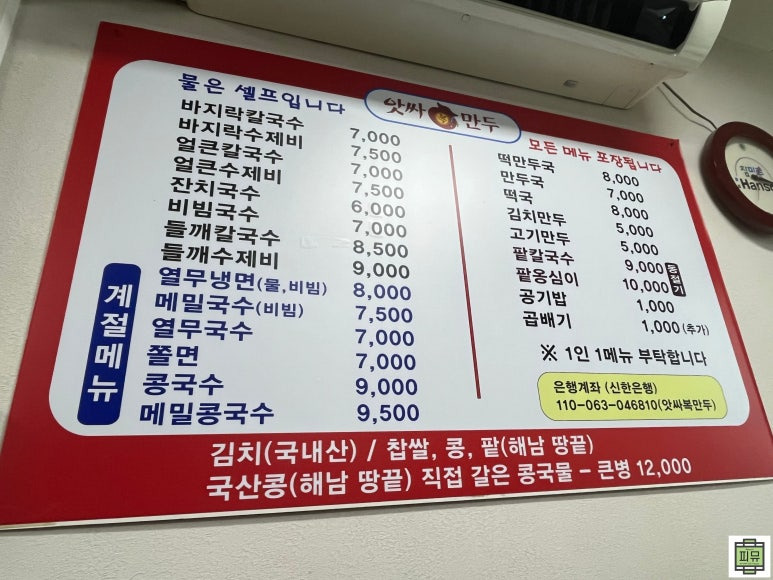 물은 셀프입니다
앗싸 만두
바지락칼국수 7,000
바지락수제비 7,500
얼큰칼국수 7,000
얼큰수제비 7,500
잔치국수 6,000
비빔국수 7,000
들깨칼국수 8,500
들깨수제비 9,000
계절메뉴
열무냉면(물,비빔) 8,000
메밀국수(비빔) 7,500
열무국수 7,000
쫄면 7,000
콩국수 9,000
메밀콩국수 9,500
모든 메뉴 포장됩니다
떡만두국 8,000
만두국 7,000
떡국 8,000
김치만두 5,000
고기만두 5,000
팥칼국수 9,000
팥옹심이 10,000
동절기
공기밥 1,000
곱배기 1,000(추가)
※ 1인 1메뉴 부탁합니다
은행계좌 (신한은행)
110-063-046810(앗싸복만두)
김치(국내산) / 찹쌀, 콩, 팥(해남 땅끝)
국산콩(해남 땅끝) 직접 갈은 콩국물 - 큰병 12,000
피뮤